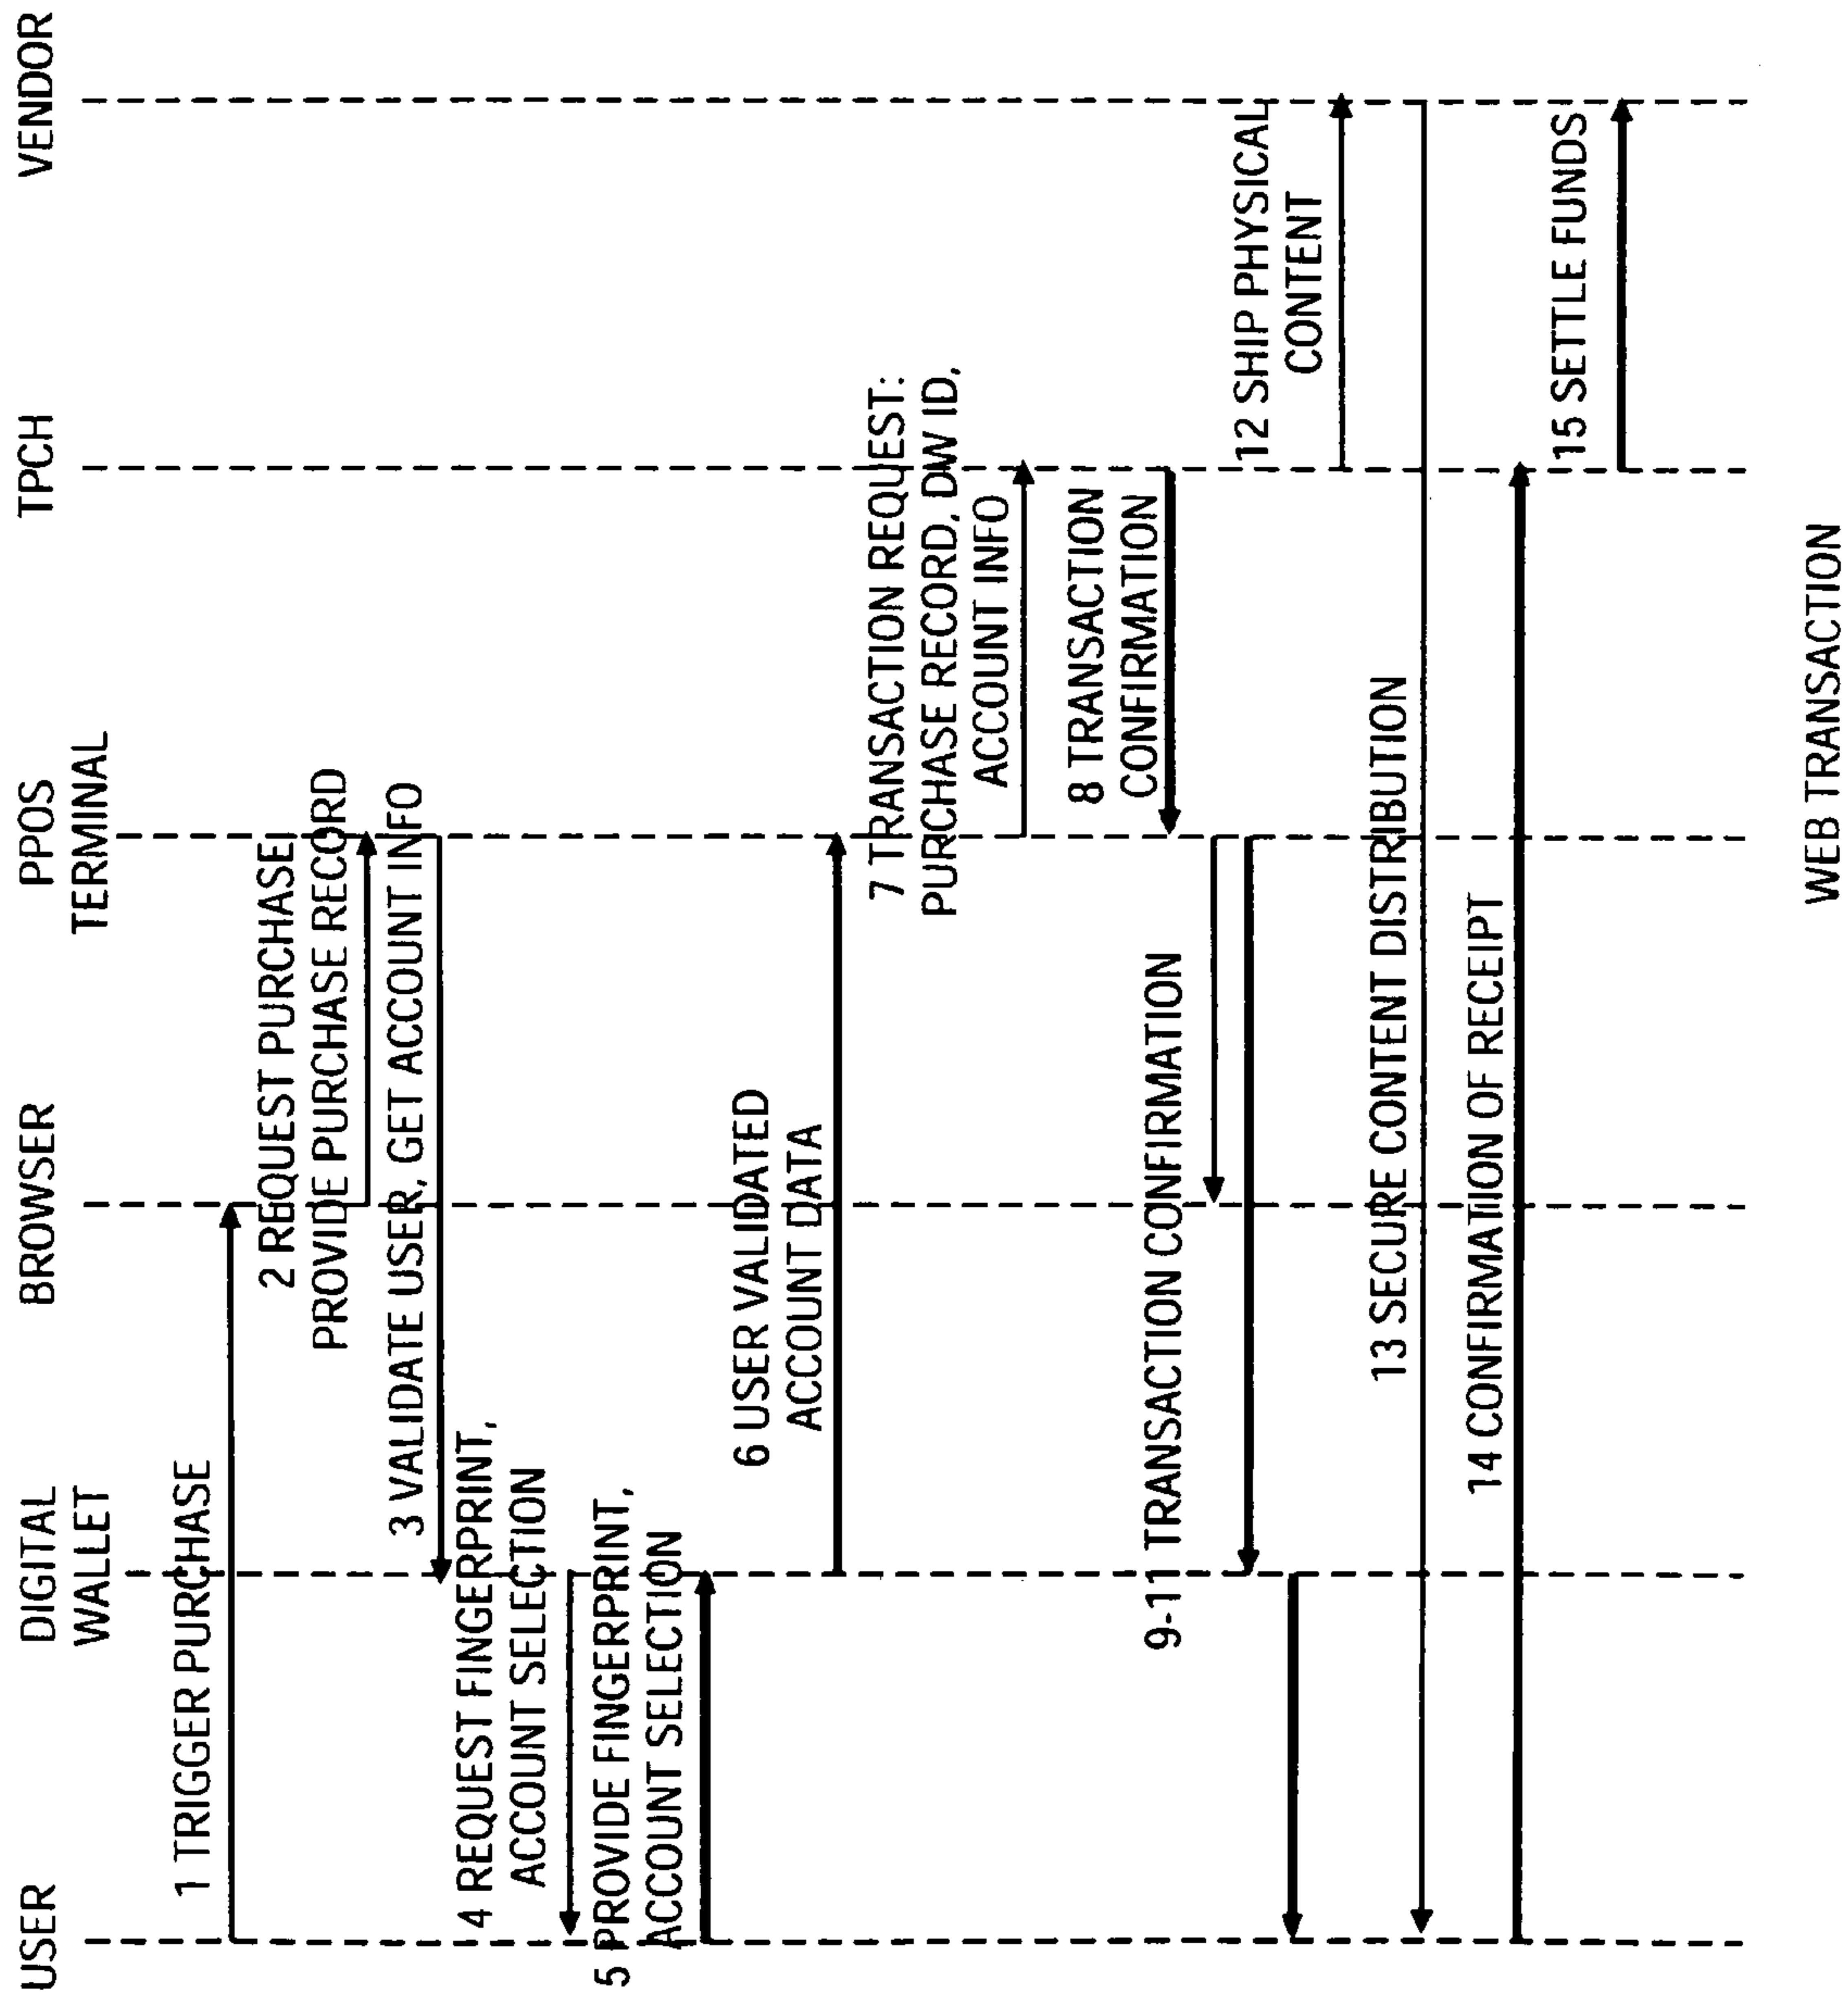 USER
DIGITAL
WALLET
BROWSER
PPOS
TERMINAL
TPCH
VENDOR
1 TRIGGER PURCHASE
2 REQUEST PURCHASE
PROVIDE PURCHASE RECORD
3 VALIDATE USER, GET ACCOUNT INFO
4 REQUEST FINGERPRINT,
ACCOUNT SELECTION
5 PROVIDE FINGERPRINT,
ACCOUNT SELECTION
6 USER VALIDATED
ACCOUNT DATA
7 TRANSACTION REQUEST:
PURCHASE RECORD, DW ID,
ACCOUNT INFO
8 TRANSACTION
CONFIRMATION
9-11 TRANSACTION CONFIRMATION
12 SHIP PHYSICAL
CONTENT
13 SECURE CONTENT DISTRIBUTION
14 CONFIRMATION OF RECEIPT
15 SETTLE FUNDS
WEB TRANSACTION